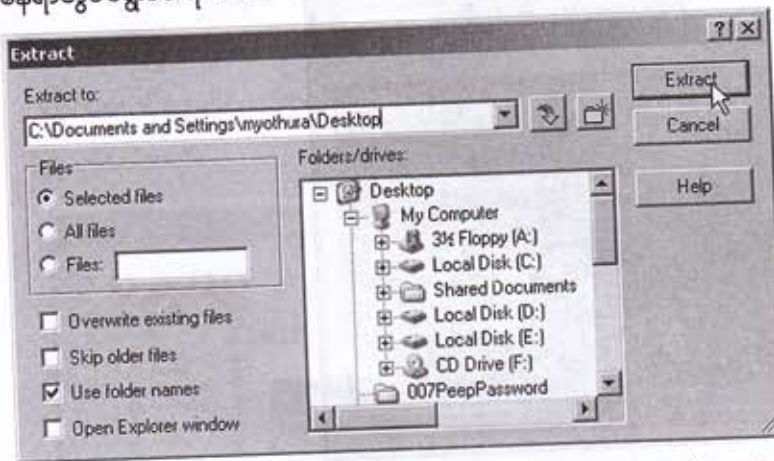 Extract
Extract to:
C:\Documents and Settings\myothura\Desktop
Extract
Cancel
Help
Files
Selected files
All files
Files:
Overwrite existing files
Skip older files
Use folder names
Open Explorer window
Folders/drives:
Desktop
My Computer
3½ Floppy (A:)
Local Disk (C:)
Shared Documents
Local Disk (D:)
Local Disk (E:)
CD Drive (F:)
007PeepPassword